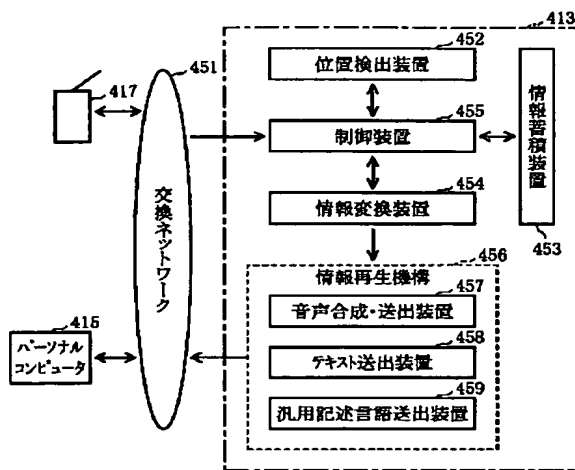 413
452
位置検出装置
451
417
455
制御装置
情報蓄積装置
453
454
情報変換装置
交換ネットワーク
456
情報再生機構
457
音声合成・送出装置
415
パーソナル
コンピュータ
458
テキスト送出装置
459
汎用記述言語送出装置